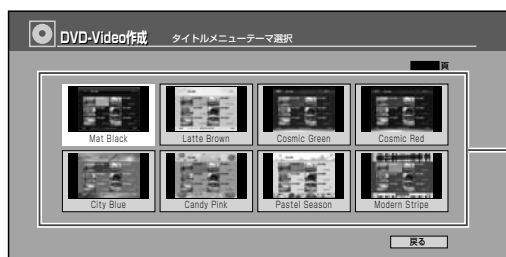 DVD-Video作成 タイトルメニューテーマ選択
頁
Mat Black Latte Brown Cosmic Green Cosmic Red
City Blue Candy Pink Pastel Season Modern Stripe
戻る